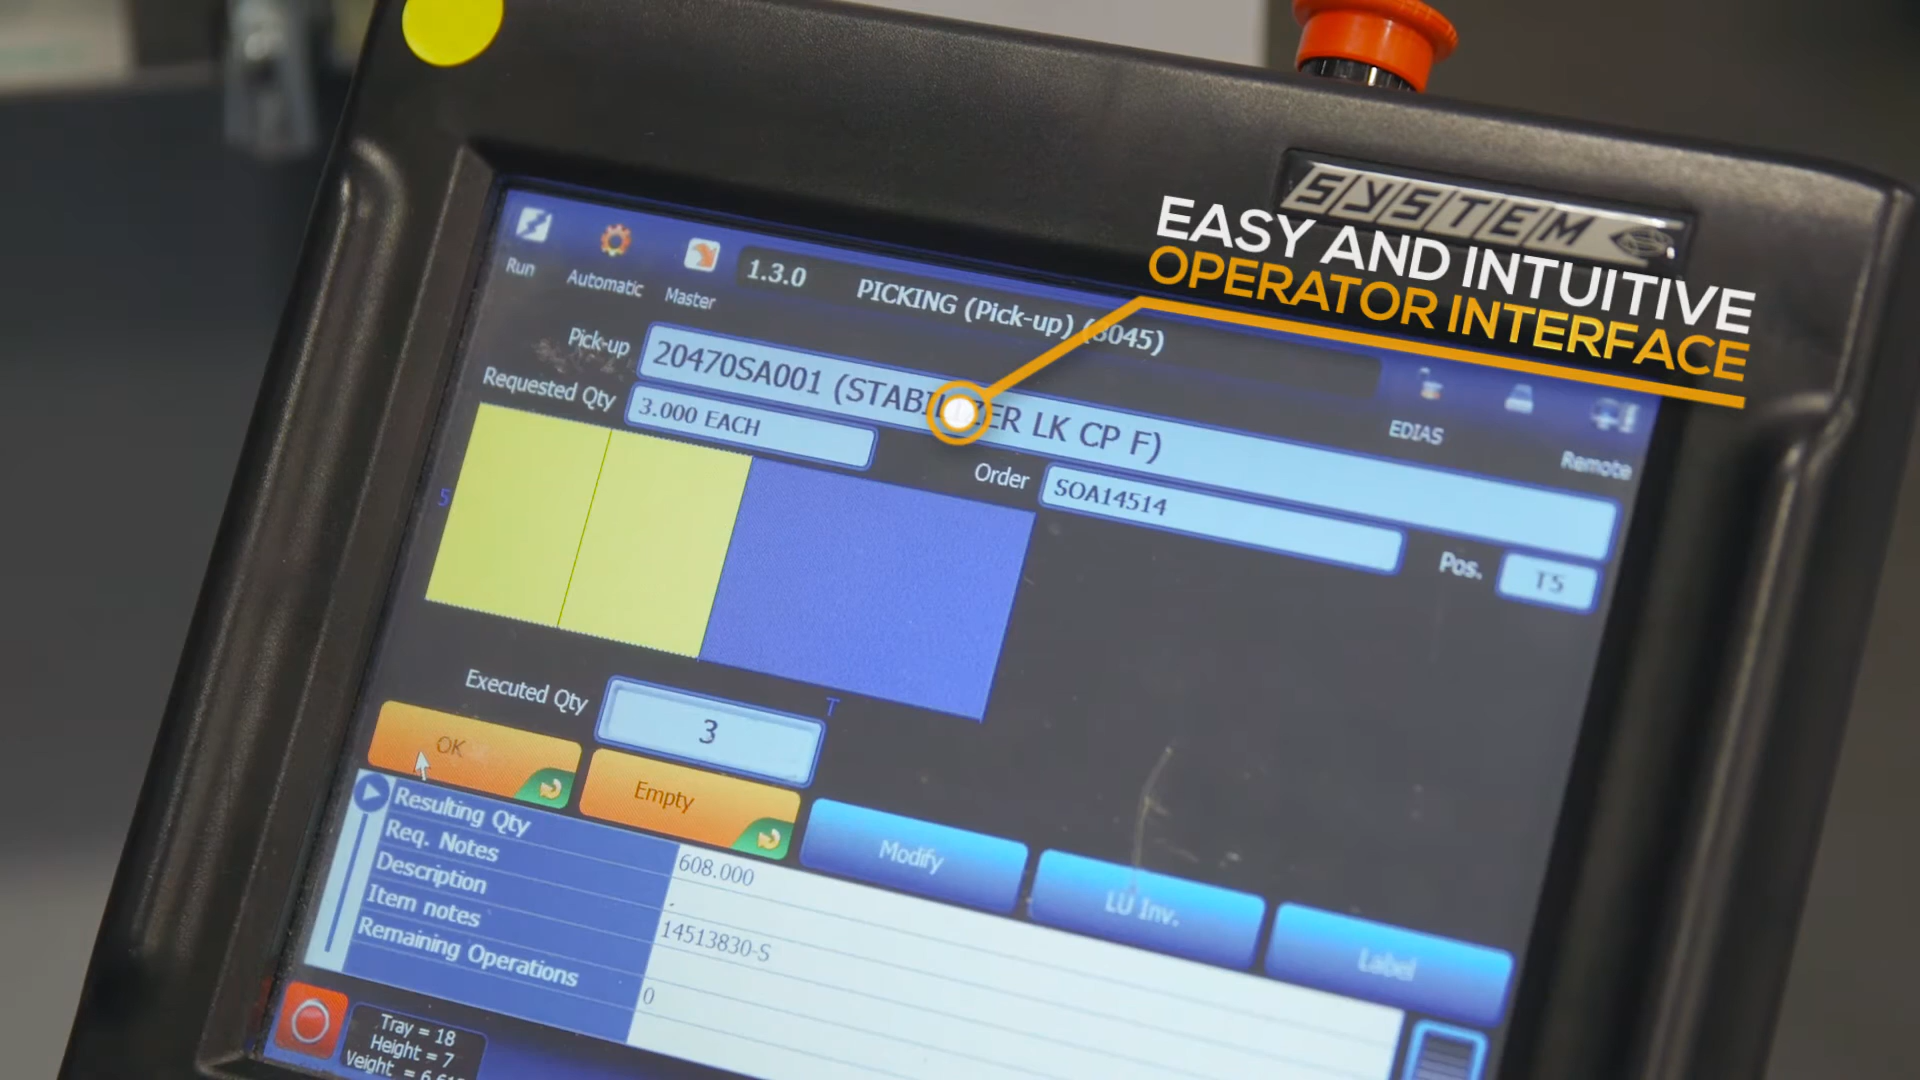 SYSTEM
EASY AND INTUITIVE
OPERATOR INTERFACE
Run
Automatic
Master
1.3.0
PICKING (Pick-up) (8045)
EDIAS
Remote
Pick-up
20470SA001 (STABILIZER LK CP F)
Requested Qty
3.000 EACH
Order
SOA14514
Pos.
T5
5
T
Executed Qty
3
OK
Empty
Modify
LU Inv.
Label
Resulting Qty
608.000
Req. Notes
-
Description
14513830-S
Item notes
Remaining Operations
0
Tray = 18
Height = 7